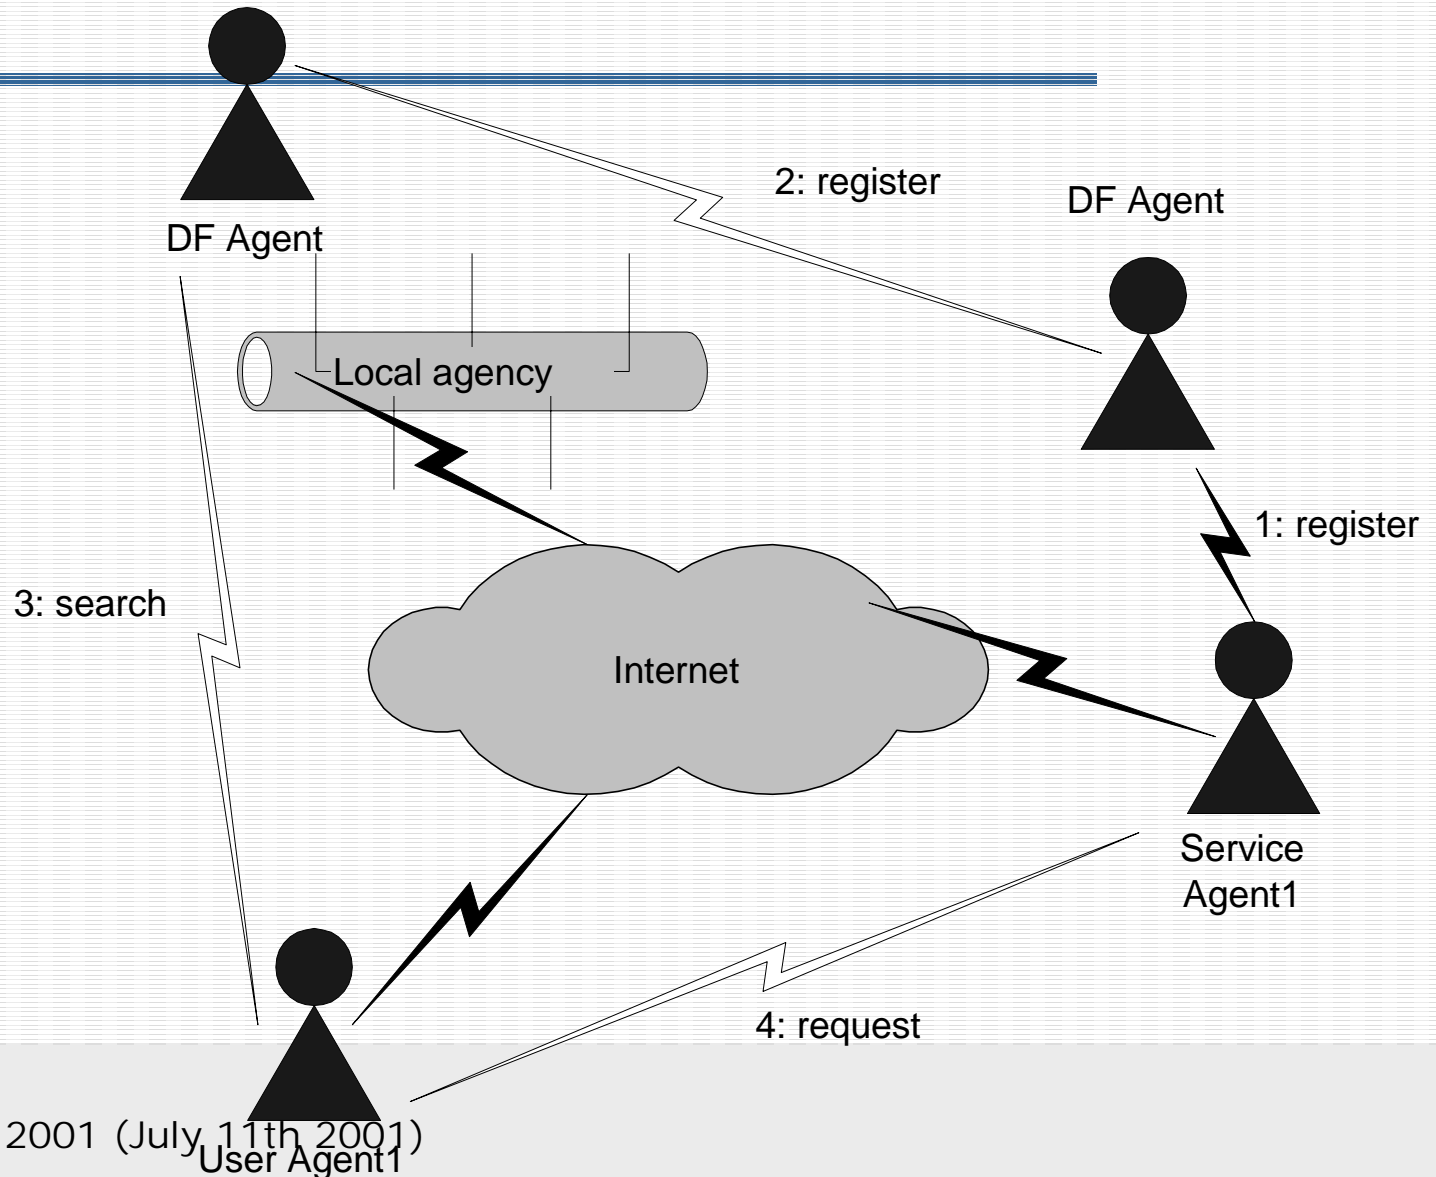 2: register
DF Agent
DF Agent
Local agency
1: register
3: search
Internet
Service
Agent1
4: request
2001 (July 11th 2001)
User Agent1